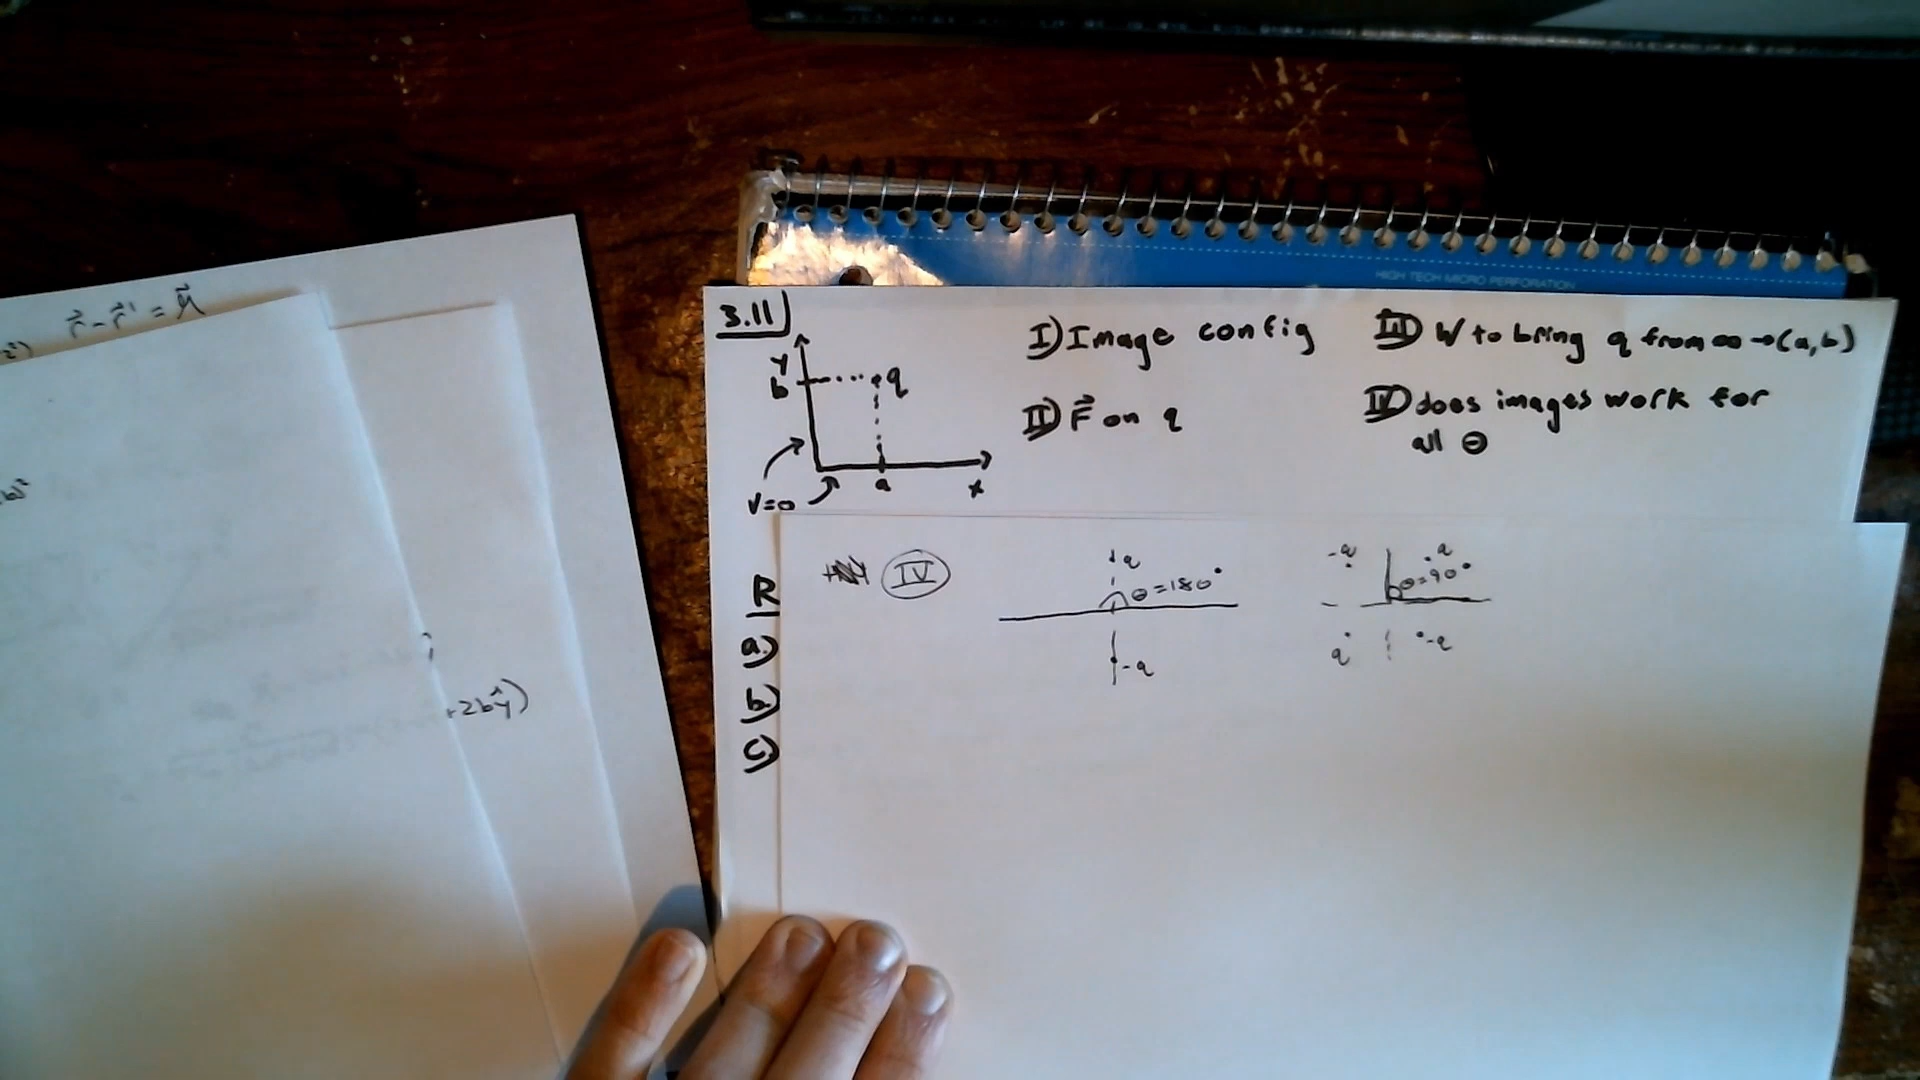 HIGH TECH MICRO PERFORATION
r⃗ - r⃗' =
3.11
I) Image config
II) F⃗ on q
III) W to bring q from ∞→(a,b)
IV) does images work for
all θ
y
b
q
a
x
V=0
R
a)
b)
c)
IV
q
θ=180°
-q
-q
q
θ=90°
q
-q
+2bŷ)